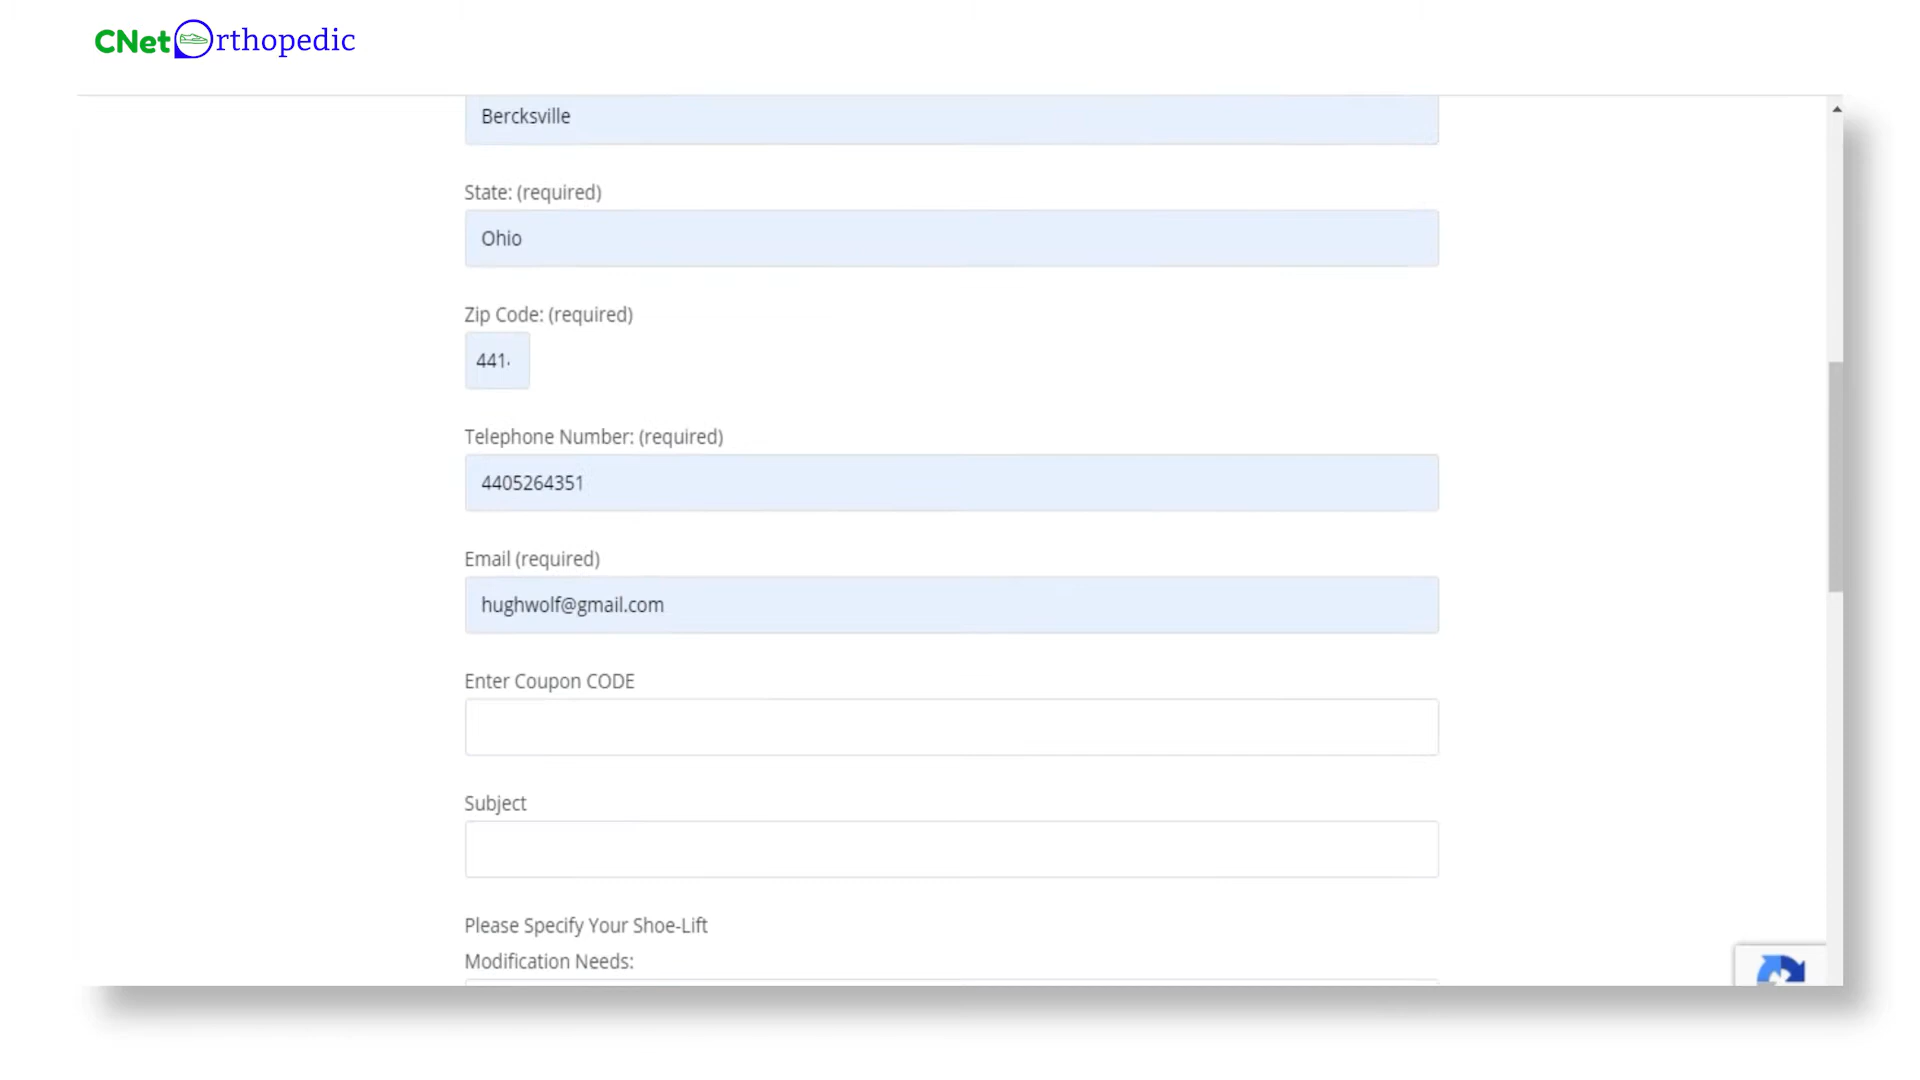 CNet Orthopedic
Bercksville
State: (required)
Ohio
Zip Code: (required)
441
Telephone Number: (required)
4405264351
Email (required)
hughwolf@gmail.com
Enter Coupon CODE
Subject
Please Specify Your Shoe-Lift
Modification Needs: